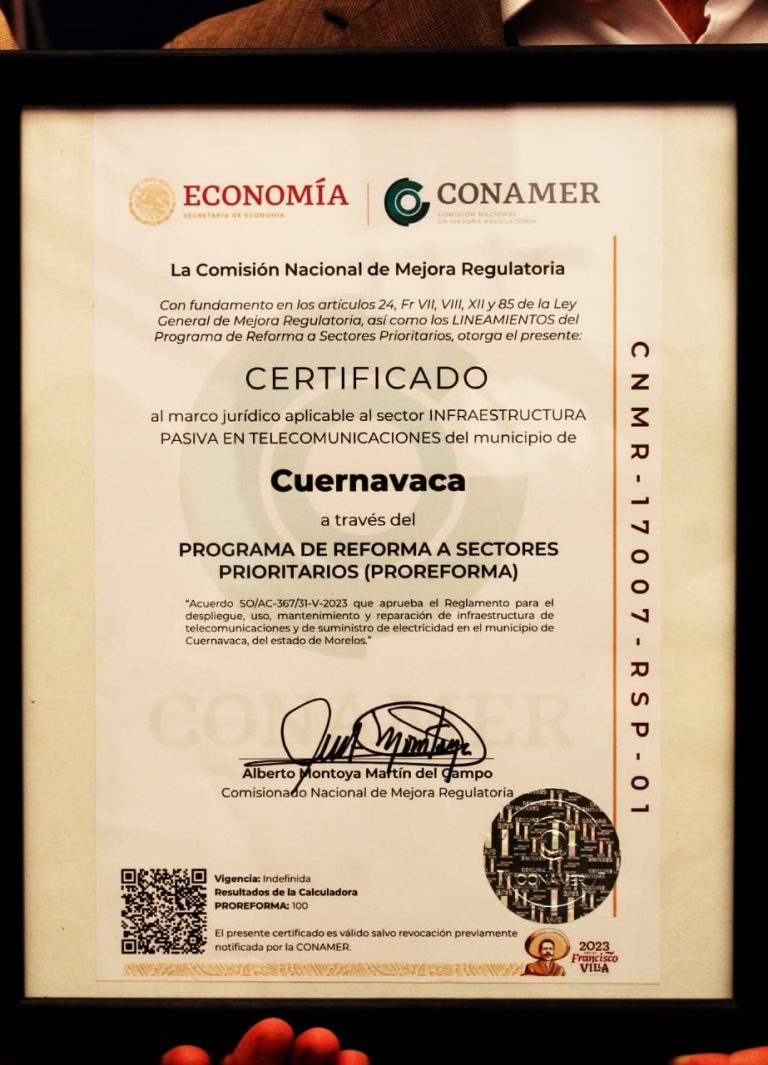 ECONOMÍA
SECRETARÍA DE ECONOMÍA
CONAMER
COMISIÓN NACIONAL
DE MEJORA REGULATORIA
La Comisión Nacional de Mejora Regulatoria
Con fundamento en los artículos 24, Fr VII, VIII, XII y 85 de la Ley
General de Mejora Regulatoria, así como los LINEAMIENTOS del
Programa de Reforma a Sectores Prioritarios, otorga el presente:
CERTIFICADO
al marco jurídico aplicable al sector INFRAESTRUCTURA
PASIVA EN TELECOMUNICACIONES del municipio de
Cuernavaca
a través del
PROGRAMA DE REFORMA A SECTORES
PRIORITARIOS (PROREFORMA)
"Acuerdo SO/AC-367/31-V-2023 que aprueba el Reglamento para el
despliegue, uso, mantenimiento y reparación de infraestructura de
telecomunicaciones y de suministro de electricidad en el municipio de
Cuernavaca, del estado de Morelos."
CONAMER
Alberto Montoya Martín del Campo
Comisionado Nacional de Mejora Regulatoria
CNMR-17007-RSP-01
CONAMER
Vigencia: Indefinida
Resultados de la Calculadora
PROREFORMA: 100
El presente certificado es válido salvo revocación previamente
notificada por la CONAMER.
2023
Francisco
VILLA